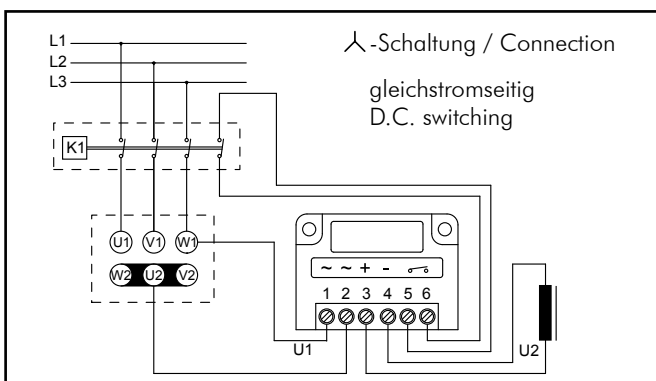 L1
L2
L3
⅄-Schaltung / Connection
gleichstromseitig
D.C. switching
K1
U1 V1 W1
W2 U2 V2
~ ~ + -
1 2 3 4 5 6
U1
U2